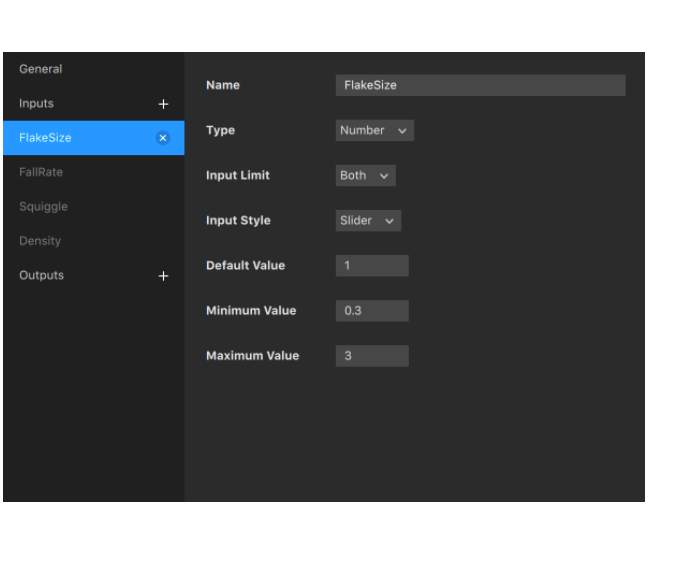 General
Inputs +
FlakeSize
FallRate
Squiggle
Density
Outputs +
Name FlakeSize
Type Number
Input Limit Both
Input Style Slider
Default Value 1
Minimum Value 0.3
Maximum Value 3